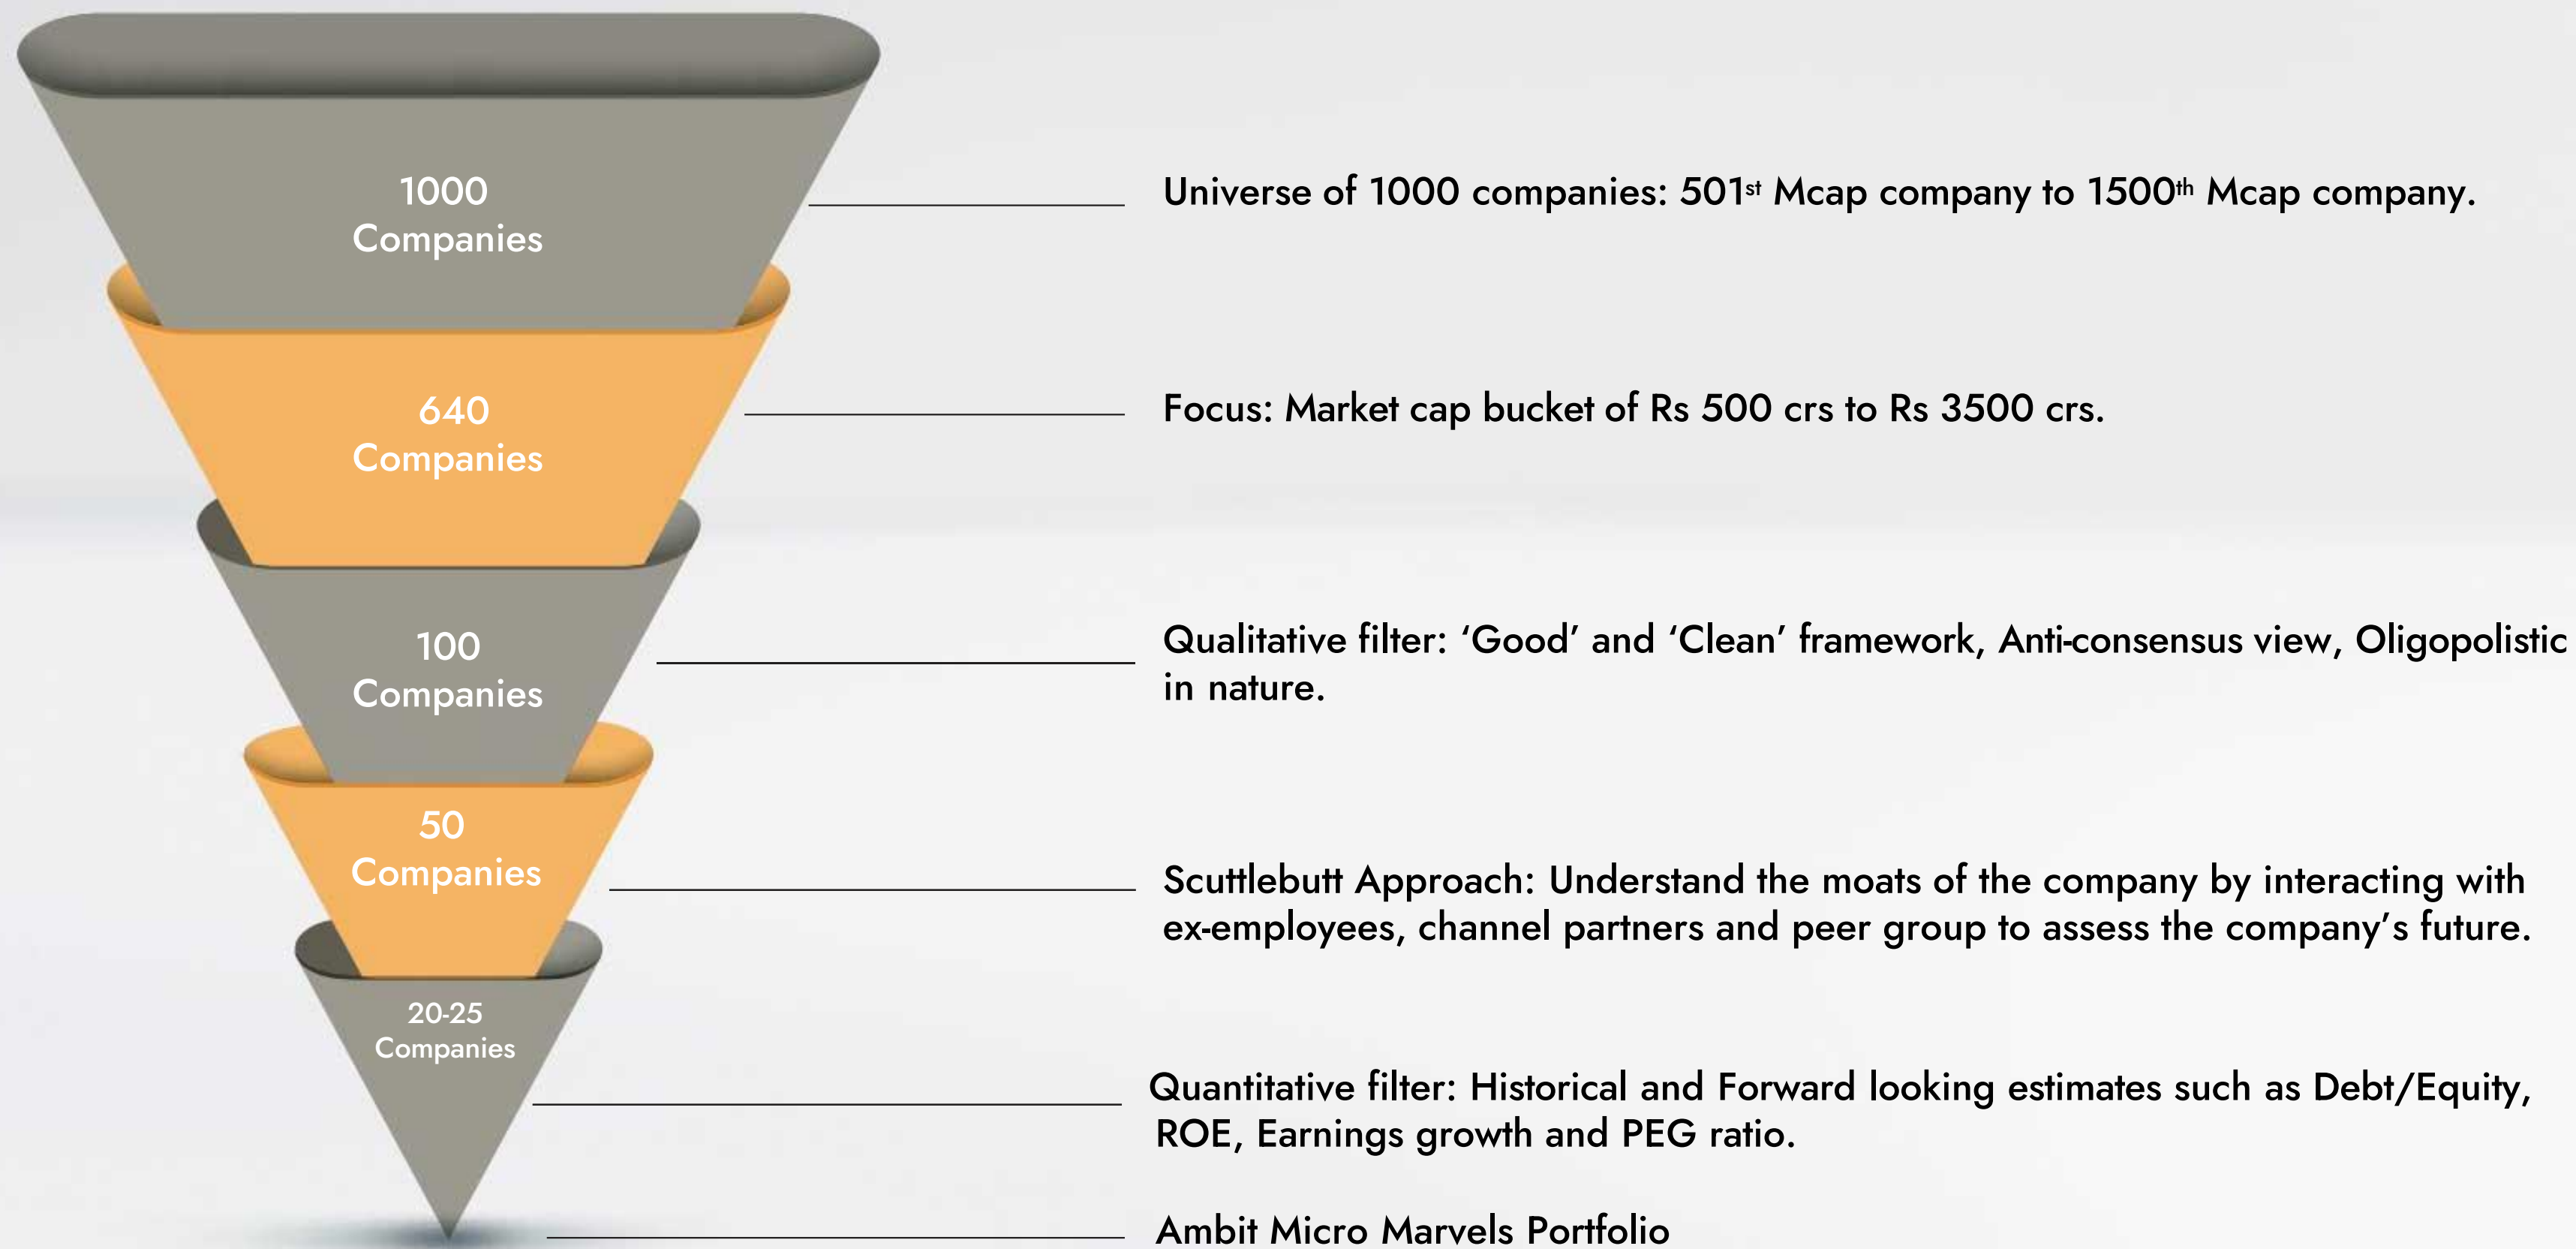 1000
Companies
Universe of 1000 companies: 501st Mcap company to 1500th Mcap company.
640
Companies
Focus: Market cap bucket of Rs 500 crs to Rs 3500 crs.
100
Companies
Qualitative filter: ‘Good’ and ‘Clean’ framework, Anti-consensus view, Oligopolistic
in nature.
50
Companies
Scuttlebutt Approach: Understand the moats of the company by interacting with
ex-employees, channel partners and peer group to assess the company’s future.
20-25
Companies
Quantitative filter: Historical and Forward looking estimates such as Debt/Equity,
ROE, Earnings growth and PEG ratio.
Ambit Micro Marvels Portfolio